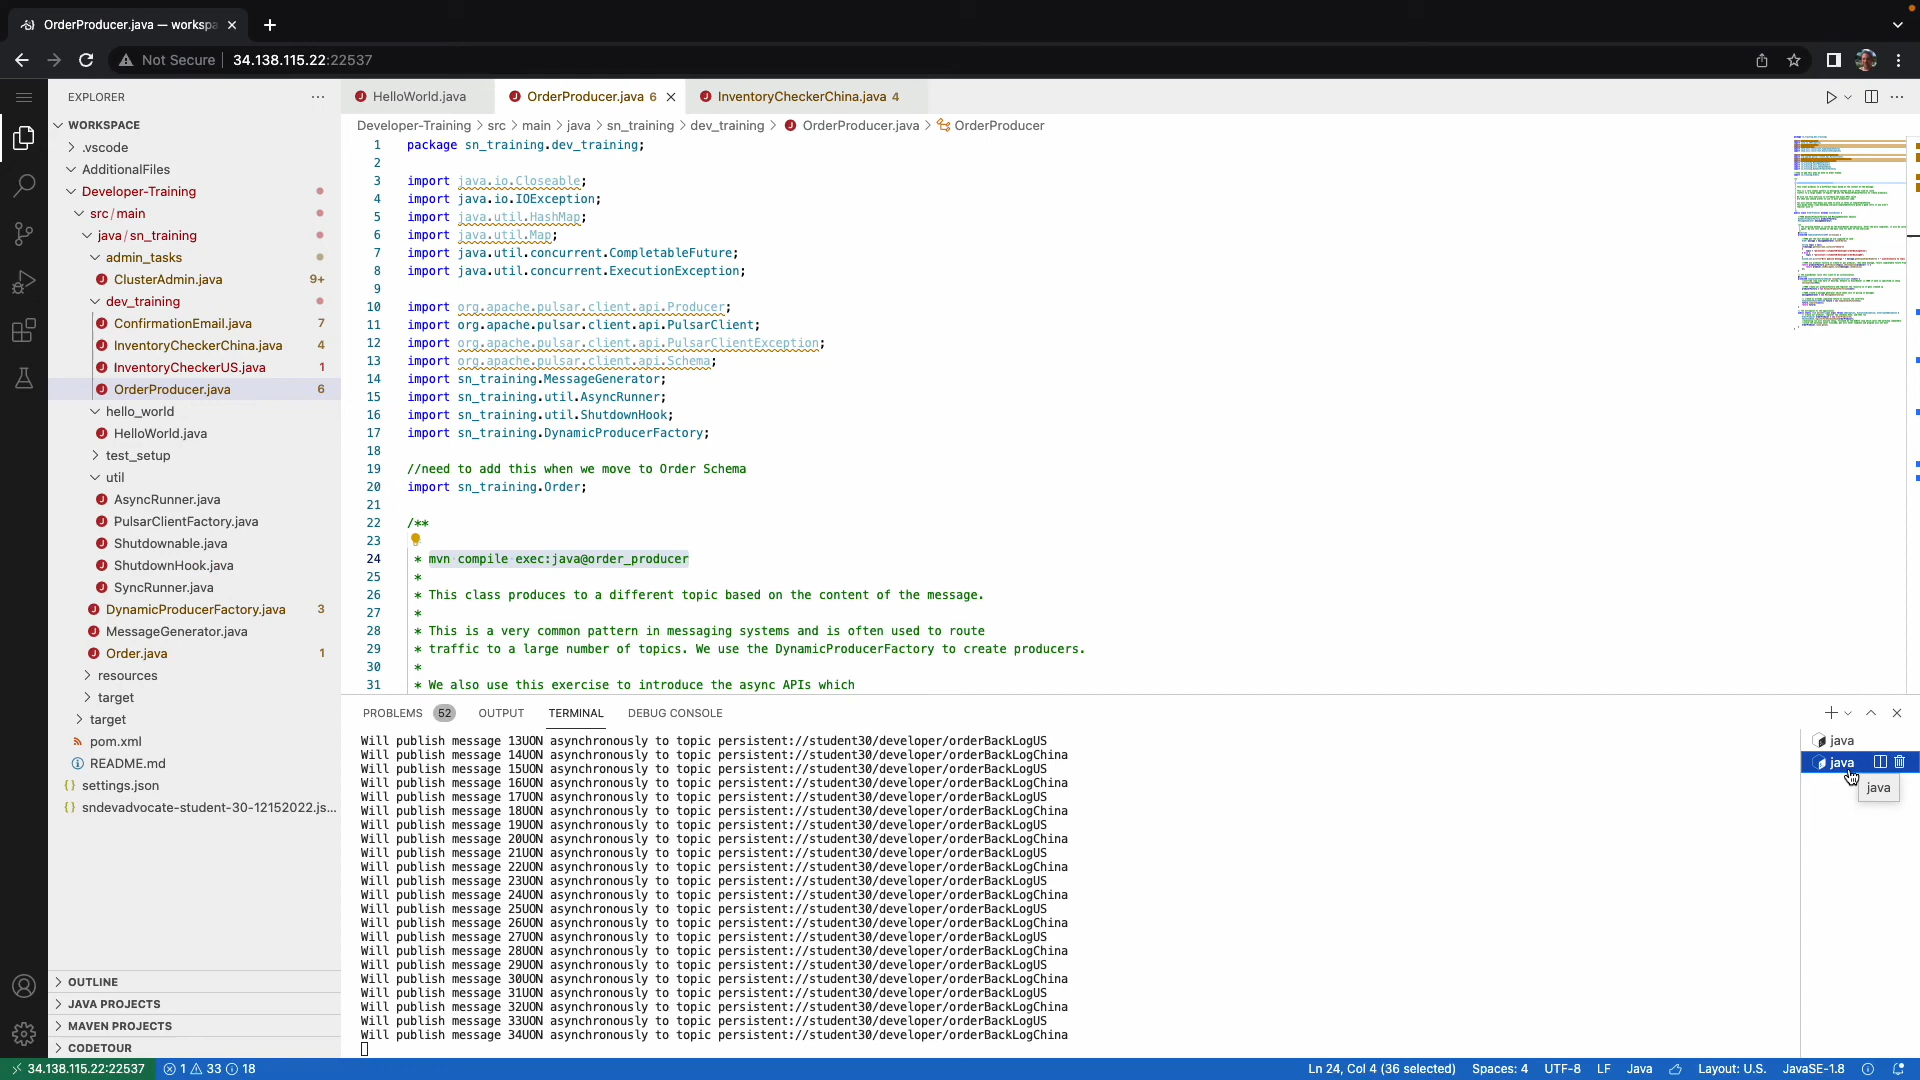 OrderProducer.java — workspa
Not Secure
34.138.115.22:22537
EXPLORER
WORKSPACE
.vscode
AdditionalFiles
Developer-Training
src/main
java/sn_training
admin_tasks
ClusterAdmin.java 9+
dev_training
ConfirmationEmail.java 7
InventoryCheckerChina.java 4
InventoryCheckerUS.java 1
OrderProducer.java 6
hello_world
HelloWorld.java
test_setup
util
AsyncRunner.java
PulsarClientFactory.java
Shutdownable.java
ShutdownHook.java
SyncRunner.java
DynamicProducerFactory.java 3
MessageGenerator.java
Order.java 1
resources
target
target
pom.xml
README.md
settings.json
sndevadvocate-student-30-12152022.js...
OUTLINE
JAVA PROJECTS
MAVEN PROJECTS
CODETOUR
HelloWorld.java
OrderProducer.java 6
InventoryCheckerChina.java 4
Developer-Training > src > main > java > sn_training > dev_training > OrderProducer.java > OrderProducer
1 package sn_training.dev_training;
2
3 import java.io.Closeable;
4 import java.io.IOException;
5 import java.util.HashMap;
6 import java.util.Map;
7 import java.util.concurrent.CompletableFuture;
8 import java.util.concurrent.ExecutionException;
9
10 import org.apache.pulsar.client.api.Producer;
11 import org.apache.pulsar.client.api.PulsarClient;
12 import org.apache.pulsar.client.api.PulsarClientException;
13 import org.apache.pulsar.client.api.Schema;
14 import sn_training.MessageGenerator;
15 import sn_training.util.AsyncRunner;
16 import sn_training.util.ShutdownHook;
17 import sn_training.DynamicProducerFactory;
18
19 //need to add this when we move to Order Schema
20 import sn_training.Order;
21
22 /**
23
24 * mvn compile exec:java@order_producer
25 *
26 * This class produces to a different topic based on the content of the message.
27 *
28 * This is a very common pattern in messaging systems and is often used to route
29 * traffic to a large number of topics. We use the DynamicProducerFactory to create producers.
30 *
31 * We also use this exercise to introduce the async APIs which
PROBLEMS 52 OUTPUT TERMINAL DEBUG CONSOLE
Will publish message 13UON asynchronously to topic persistent://student30/developer/orderBackLogUS
Will publish message 14UON asynchronously to topic persistent://student30/developer/orderBackLogChina
Will publish message 15UON asynchronously to topic persistent://student30/developer/orderBackLogUS
Will publish message 16UON asynchronously to topic persistent://student30/developer/orderBackLogChina
Will publish message 17UON asynchronously to topic persistent://student30/developer/orderBackLogUS
Will publish message 18UON asynchronously to topic persistent://student30/developer/orderBackLogChina
Will publish message 19UON asynchronously to topic persistent://student30/developer/orderBackLogUS
Will publish message 20UON asynchronously to topic persistent://student30/developer/orderBackLogChina
Will publish message 21UON asynchronously to topic persistent://student30/developer/orderBackLogUS
Will publish message 22UON asynchronously to topic persistent://student30/developer/orderBackLogChina
Will publish message 23UON asynchronously to topic persistent://student30/developer/orderBackLogUS
Will publish message 24UON asynchronously to topic persistent://student30/developer/orderBackLogChina
Will publish message 25UON asynchronously to topic persistent://student30/developer/orderBackLogUS
Will publish message 26UON asynchronously to topic persistent://student30/developer/orderBackLogChina
Will publish message 27UON asynchronously to topic persistent://student30/developer/orderBackLogUS
Will publish message 28UON asynchronously to topic persistent://student30/developer/orderBackLogChina
Will publish message 29UON asynchronously to topic persistent://student30/developer/orderBackLogUS
Will publish message 30UON asynchronously to topic persistent://student30/developer/orderBackLogChina
Will publish message 31UON asynchronously to topic persistent://student30/developer/orderBackLogUS
Will publish message 32UON asynchronously to topic persistent://student30/developer/orderBackLogChina
Will publish message 33UON asynchronously to topic persistent://student30/developer/orderBackLogUS
Will publish message 34UON asynchronously to topic persistent://student30/developer/orderBackLogChina
java
java
java
34.138.115.22:22537 1 33 18
Ln 24, Col 4 (36 selected) Spaces: 4 UTF-8 LF Java Layout: U.S. JavaSE-1.8